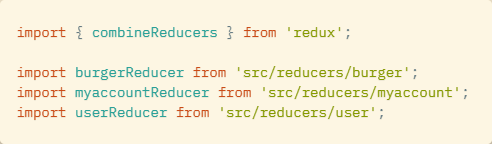 import { combineReducers } from 'redux';
import burgerReducer from 'src/reducers/burger';
import myaccountReducer from 'src/reducers/myaccount';
import userReducer from 'src/reducers/user';